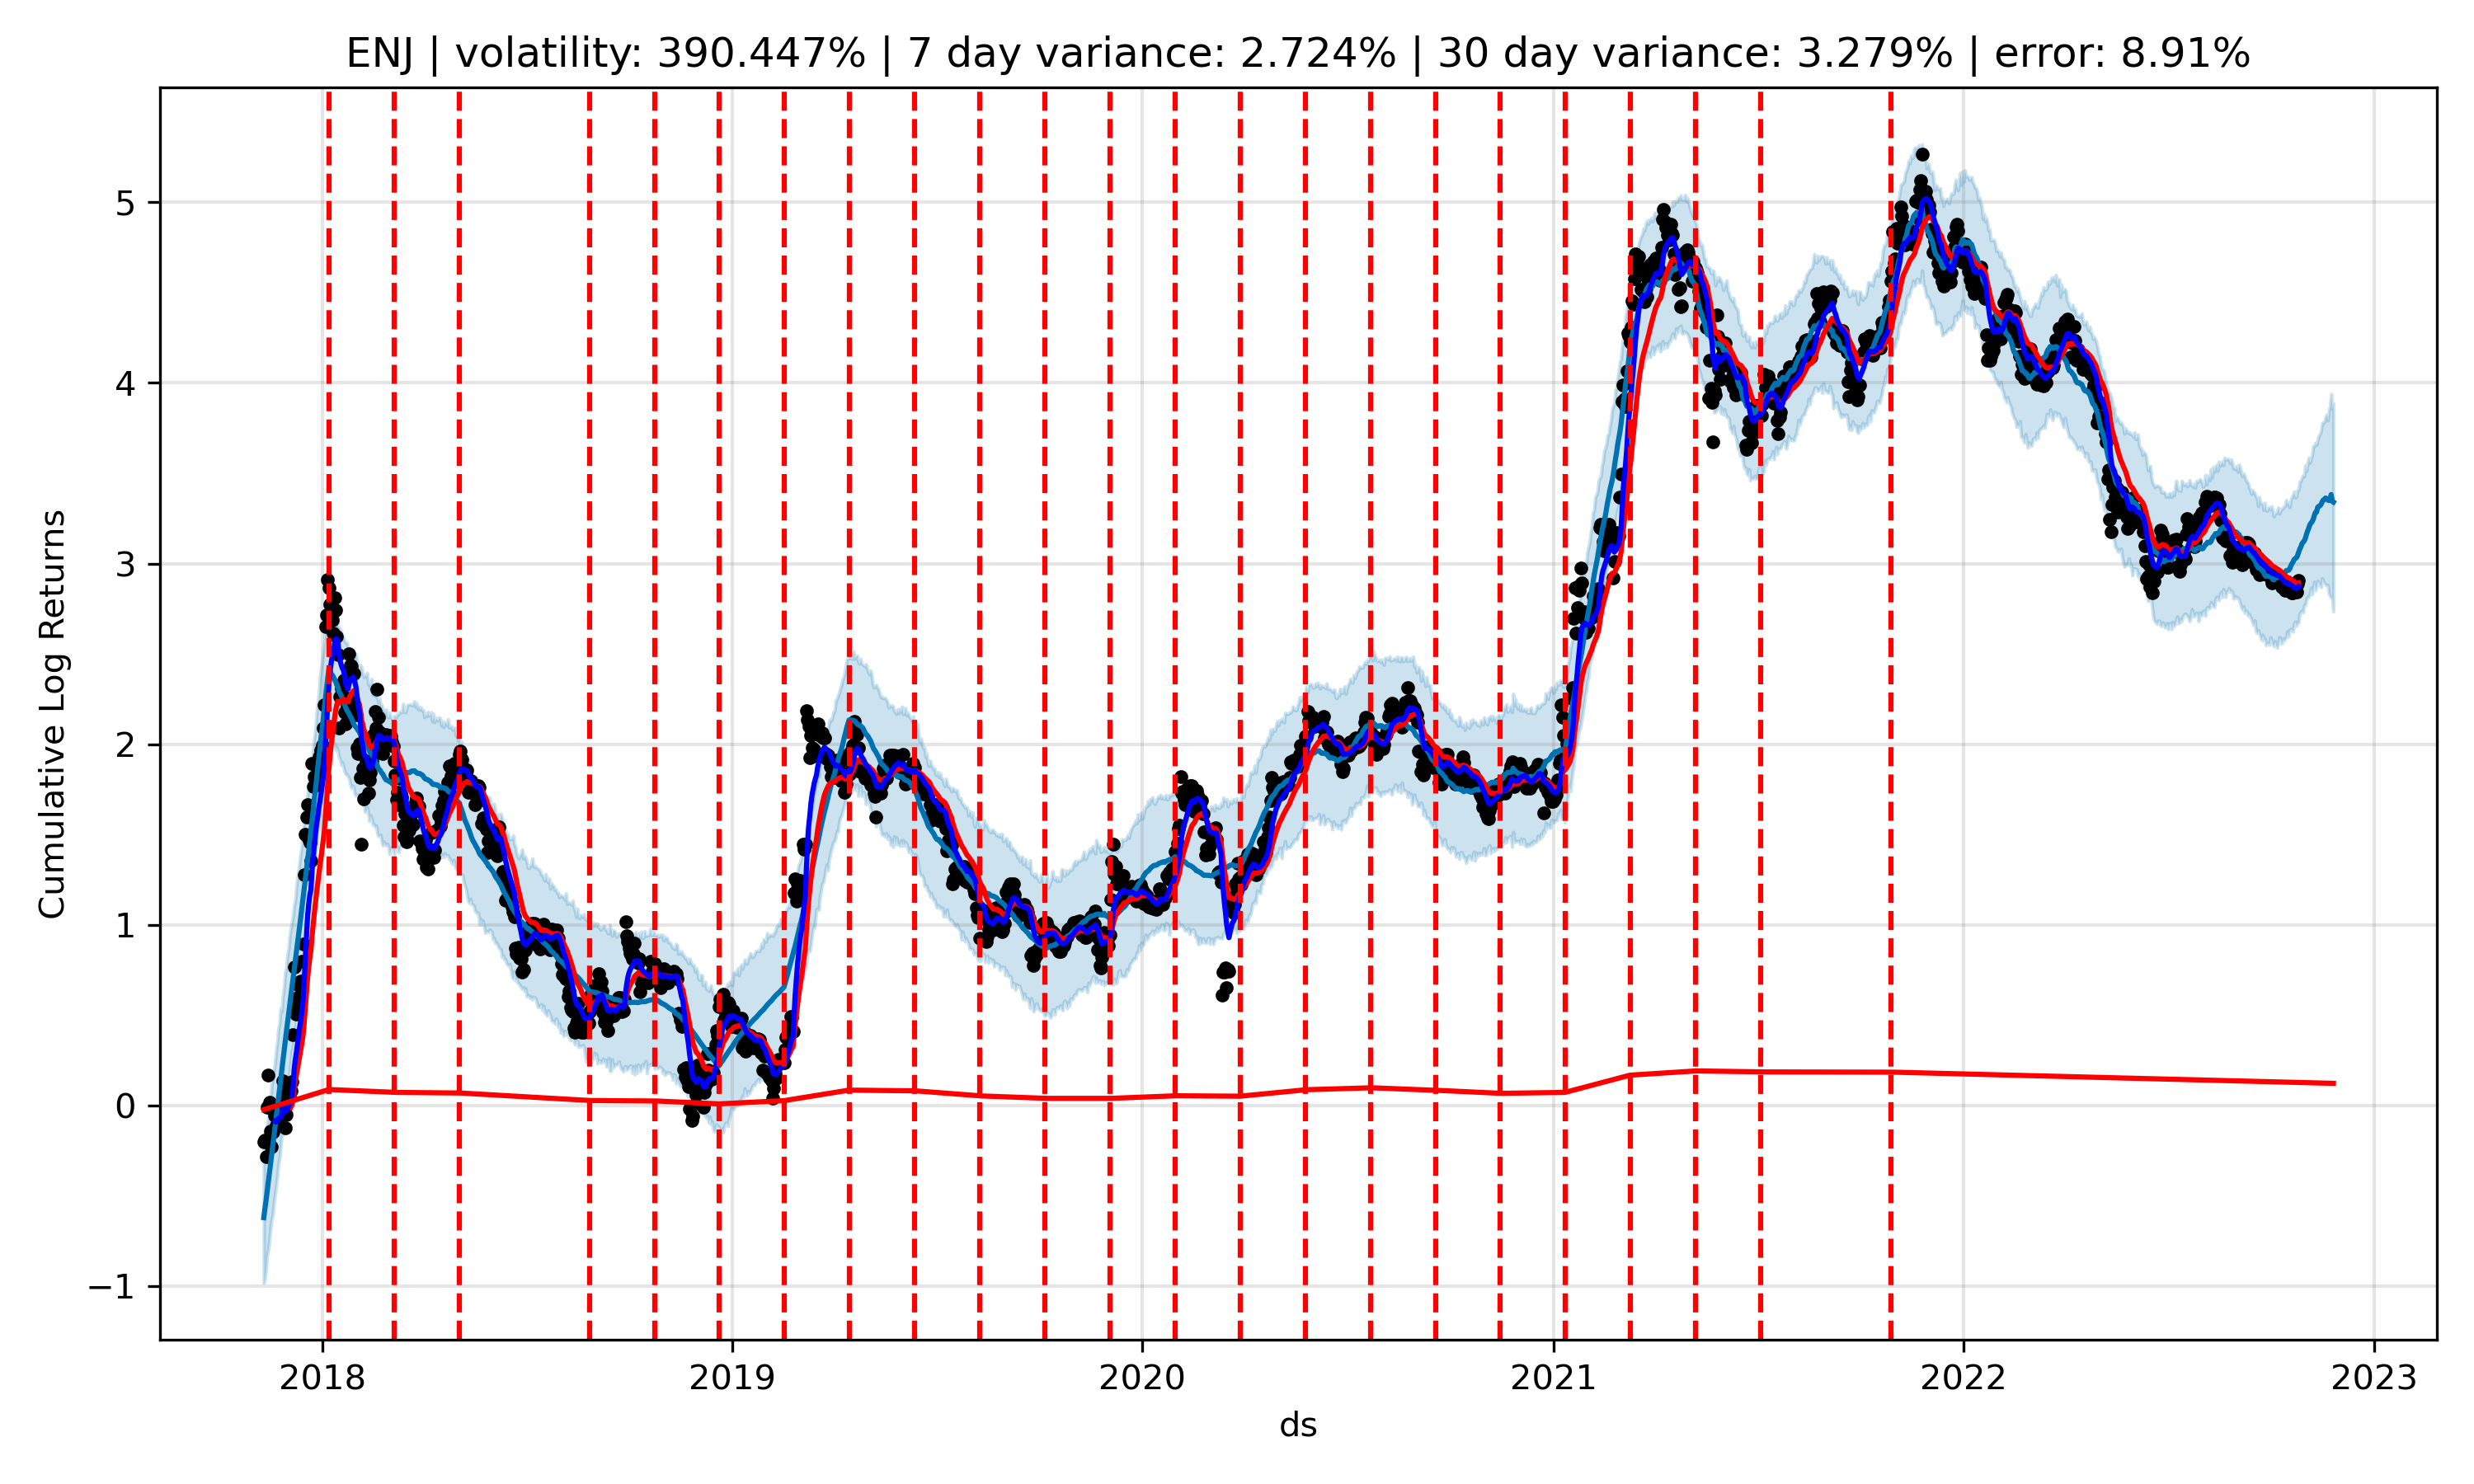 ENJ | volatility: 390.447% | 7 day variance: 2.724% | 30 day variance: 3.279% | error: 8.91%
Cumulative Log Returns
5
4
3
2
1
0
−1
2018 2019 2020 2021 2022 2023
ds